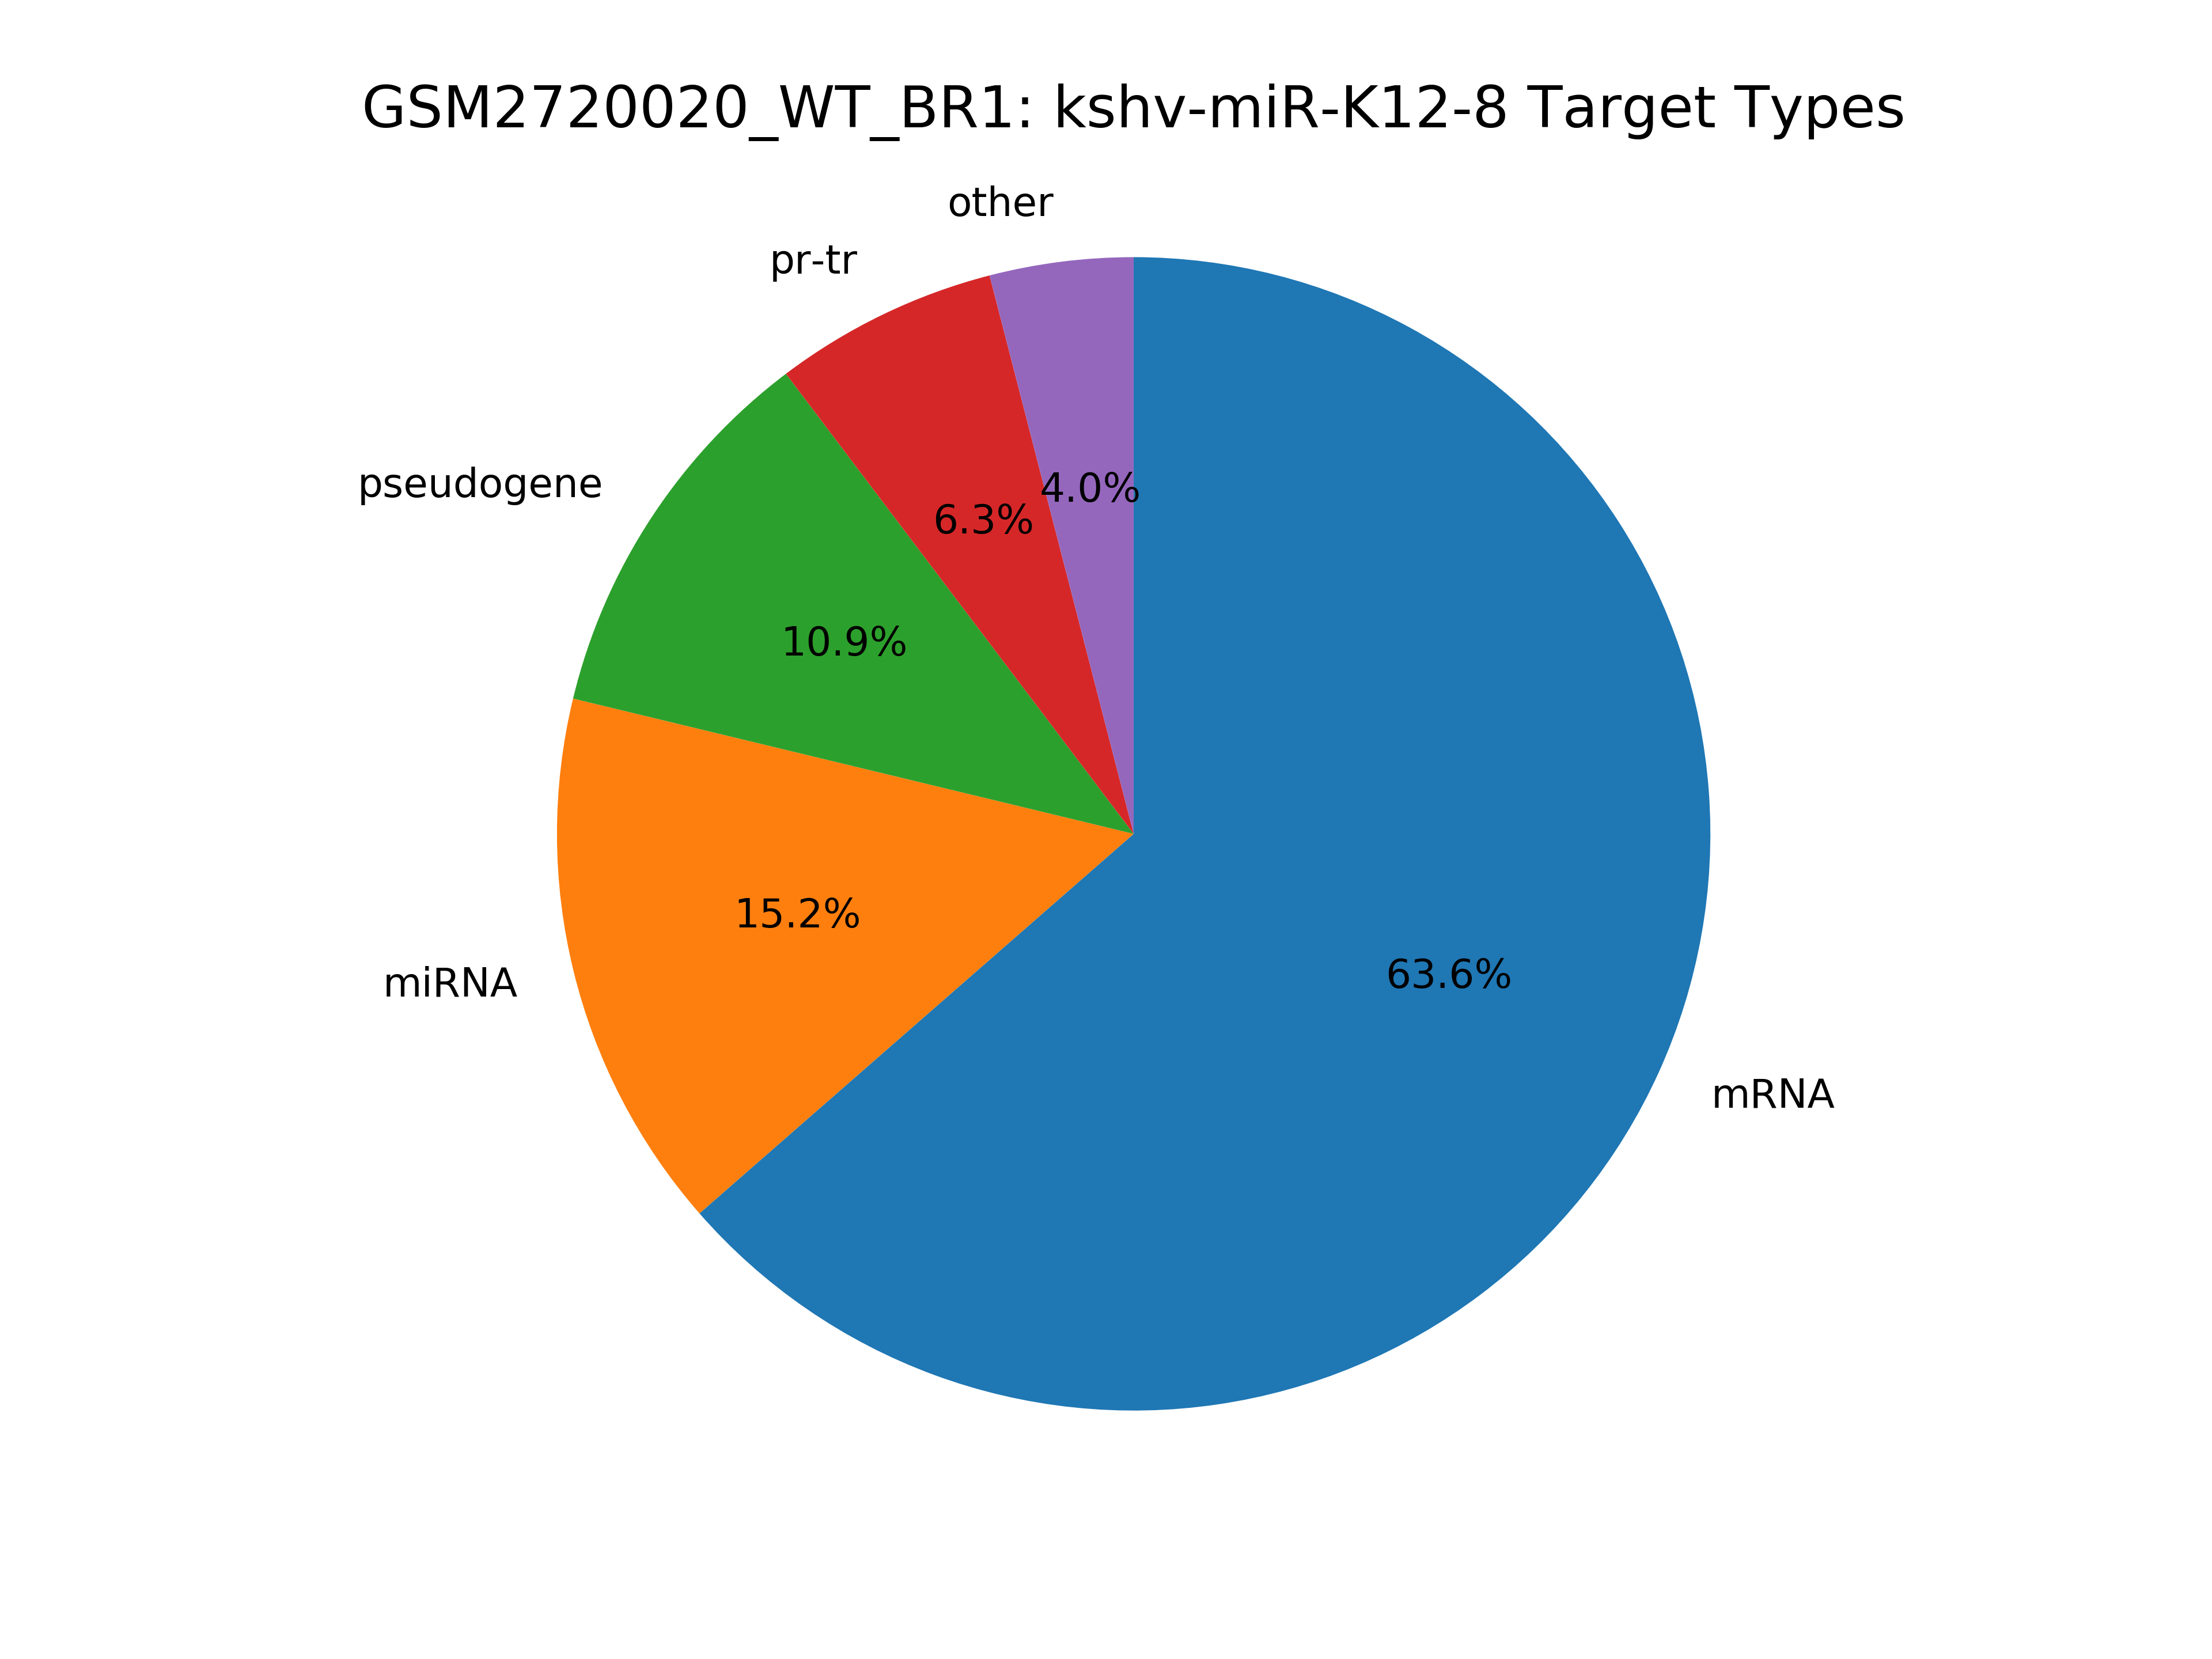 GSM2720020_WT_BR1: kshv-miR-K12-8 Target Types
other
pr-tr
pseudogene
4.0%
6.3%
10.9%
15.2%
miRNA
63.6%
mRNA